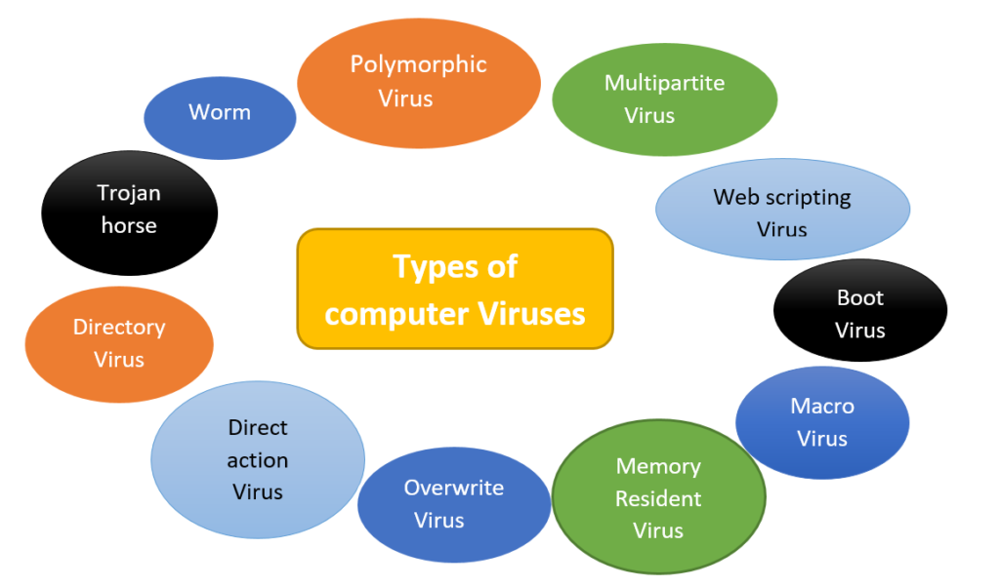 Polymorphic
Virus
Multipartite
Virus
Worm
Trojan
horse
Web scripting
Virus
Types of
computer Viruses
Boot
Virus
Directory
Virus
Macro
Virus
Direct
action
Virus
Overwrite
Virus
Memory
Resident
Virus